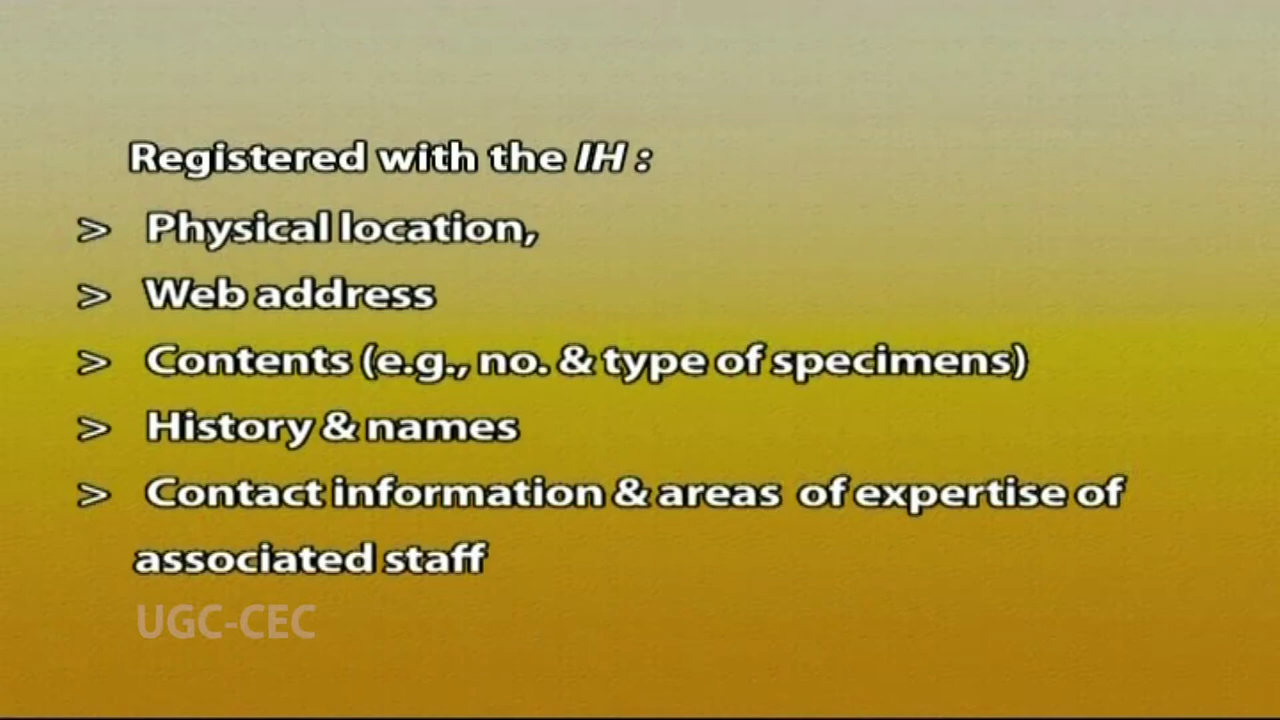 Registered with the IH :
> Physical location,
> Web address
> Contents (e.g., no. & type of specimens)
> History & names
> Contact information & areas of expertise of
associated staff
UGC-CEC